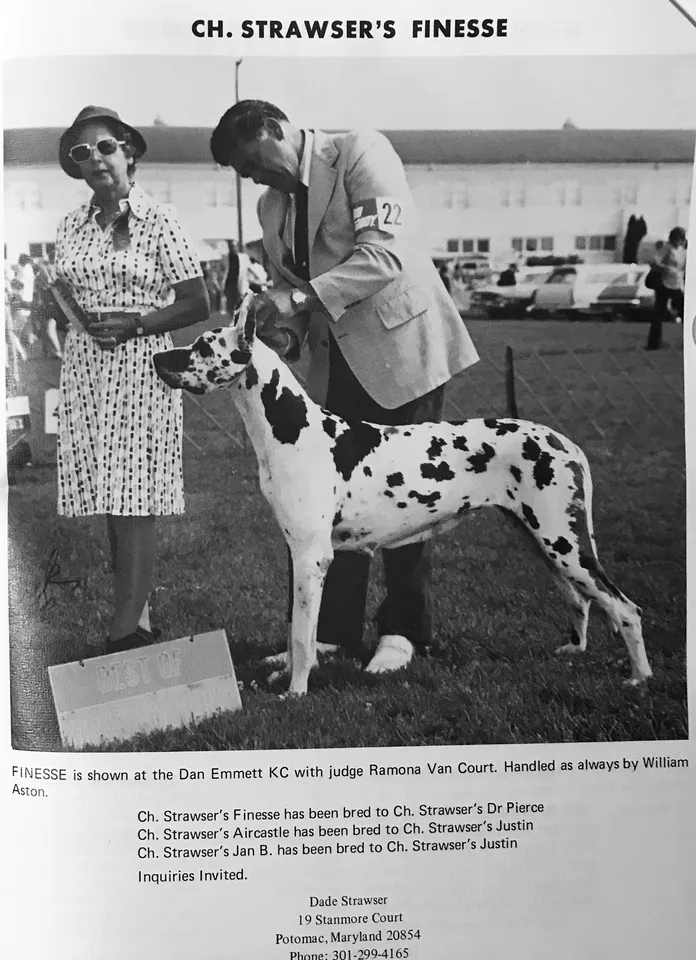 CH. STRAWSER'S FINESSE
22
BEST OF
FINESSE is shown at the Dan Emmett KC with judge Ramona Van Court. Handled as always by William
Aston.
Ch. Strawser's Finesse has been bred to Ch. Strawser's Dr Pierce
Ch. Strawser's Aircastle has been bred to Ch. Strawser's Justin
Ch. Strawser's Jan B. has been bred to Ch. Strawser's Justin
Inquiries Invited.
Dade Strawser
19 Stanmore Court
Potomac, Maryland 20854
Phone: 301-299-4165